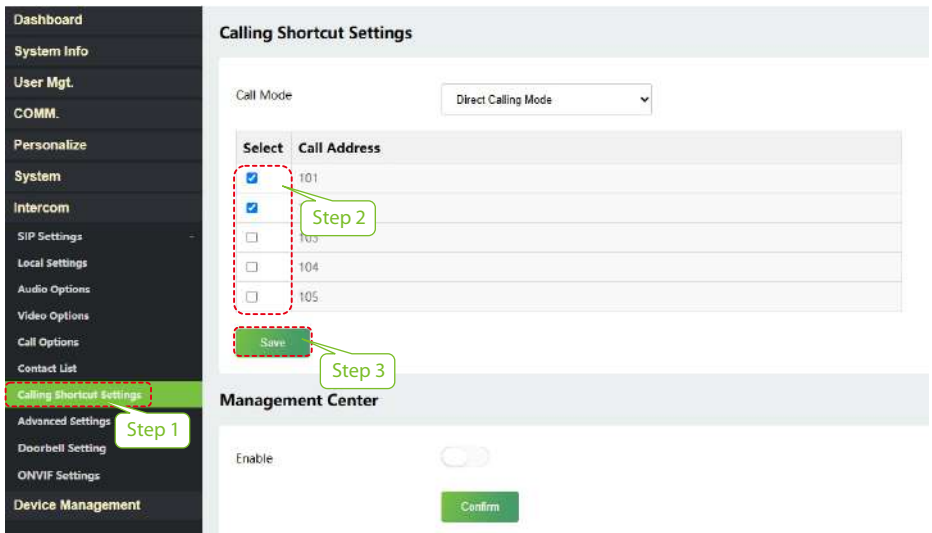 Dashboard
System Info
User Mgt.
COMM.
Personalize
System
Intercom
SIP Settings
Local Settings
Audio Options
Video Options
Call Options
Contact List
Calling Shortcut Settings
Step 1
Advanced Settings
Doorbell Setting
ONVIF Settings
Device Management
Calling Shortcut Settings
Call Mode
Direct Calling Mode
Select Call Address
101
Step 2
103
104
105
Save
Step 3
Management Center
Enable
Confirm